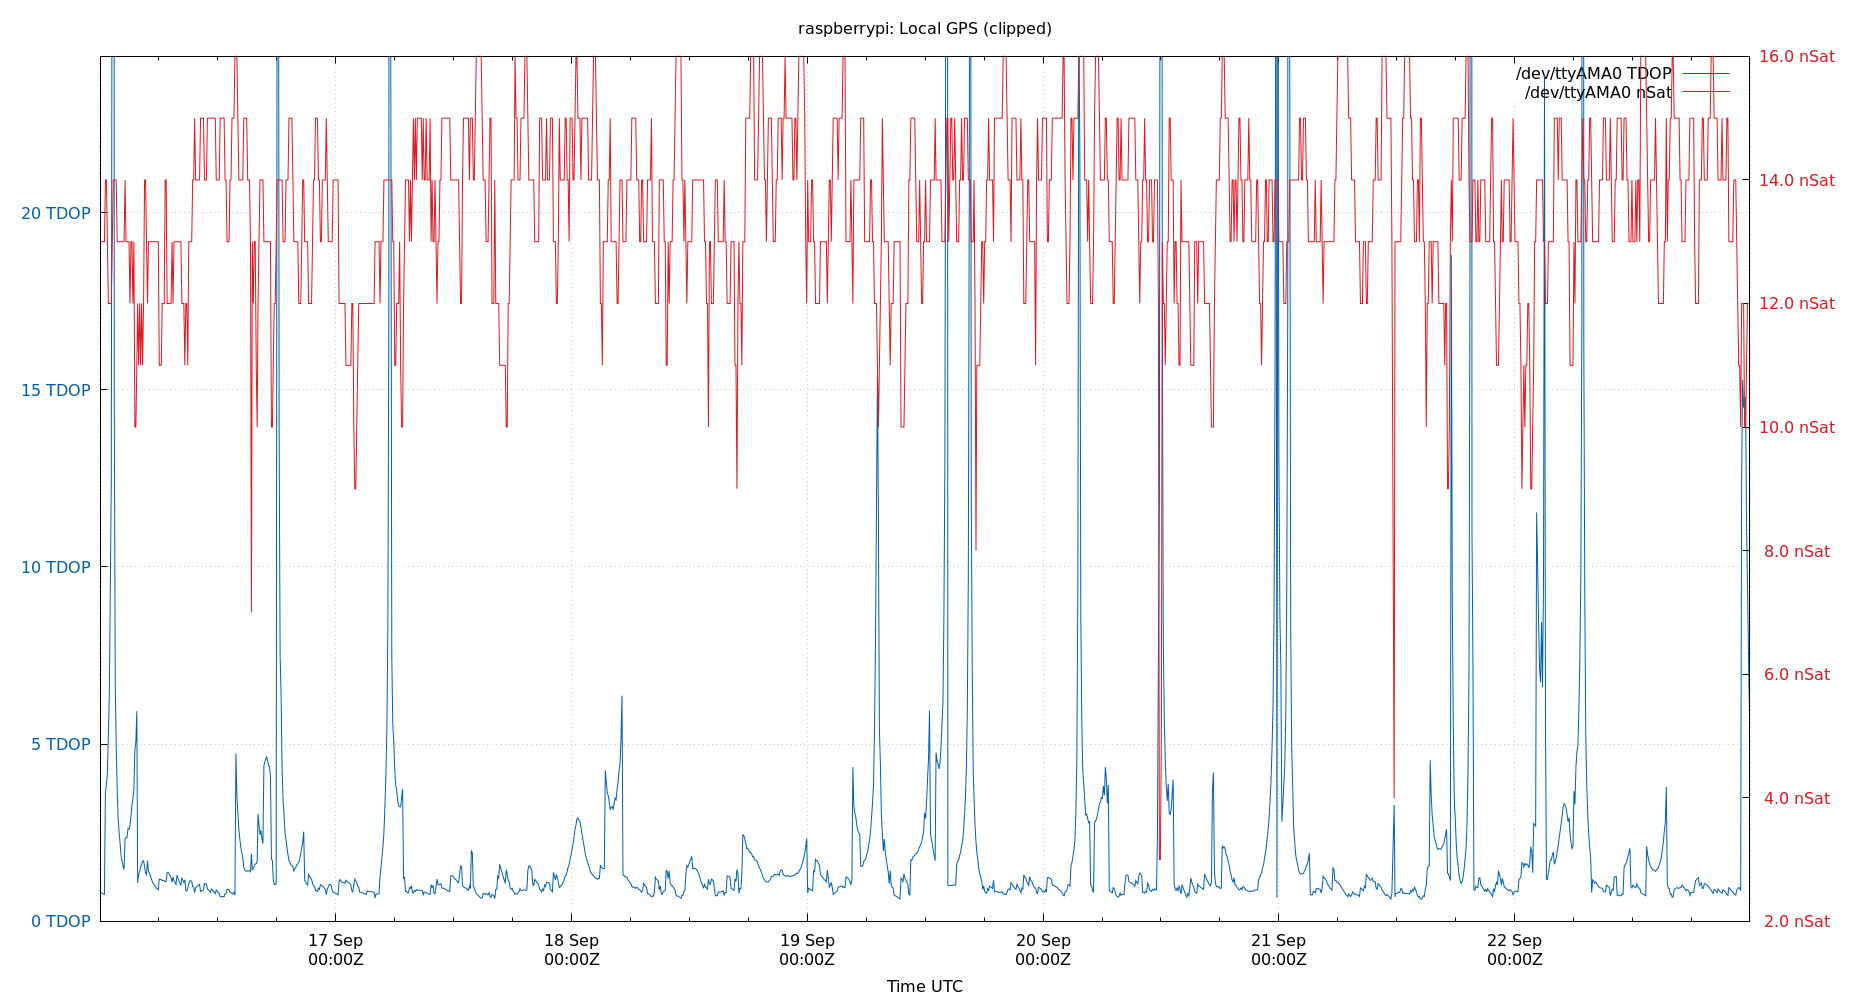 raspberrypi: Local GPS (clipped)
/dev/ttyAMA0 TDOP
/dev/ttyAMA0 nSat
20 TDOP
15 TDOP
10 TDOP
5 TDOP
0 TDOP
16.0 nSat
14.0 nSat
12.0 nSat
10.0 nSat
8.0 nSat
6.0 nSat
4.0 nSat
2.0 nSat
17 Sep
00:00Z
18 Sep
00:00Z
19 Sep
00:00Z
20 Sep
00:00Z
21 Sep
00:00Z
22 Sep
00:00Z
Time UTC